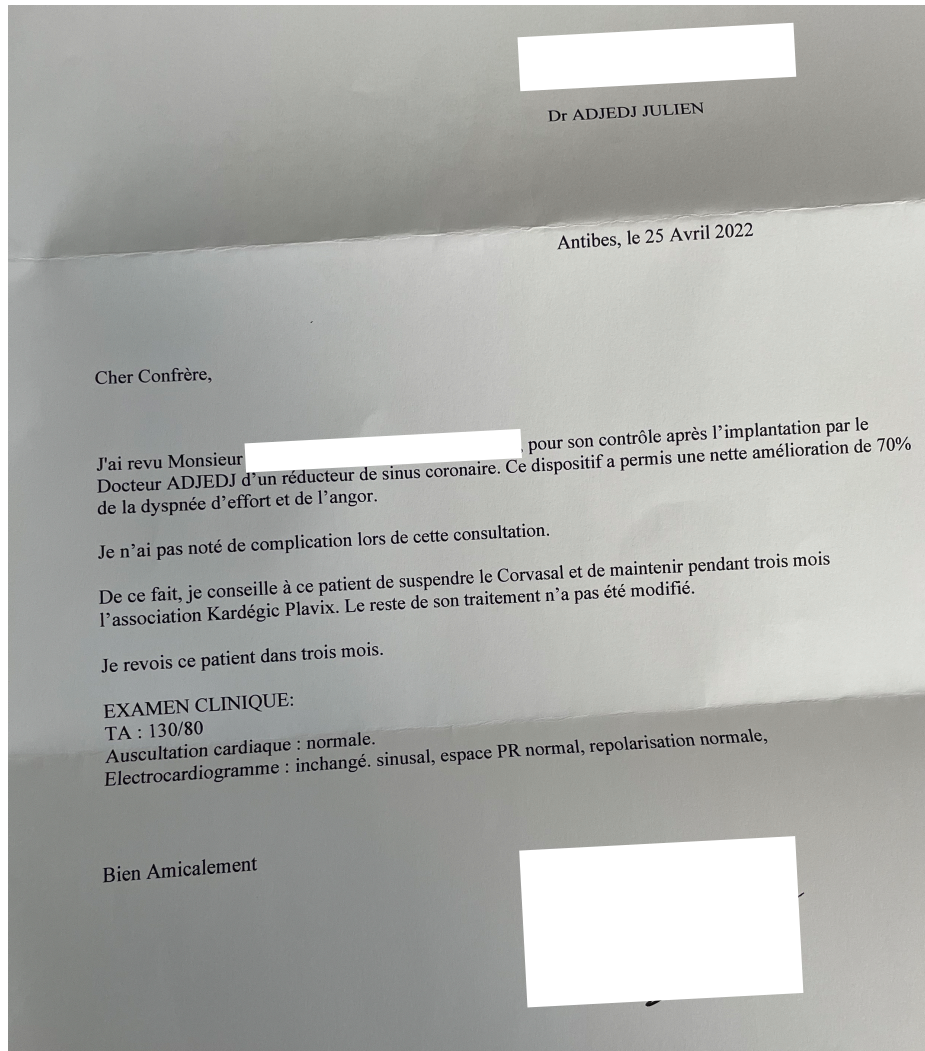 Dr ADJEDJ JULIEN
Antibes, le 25 Avril 2022
Cher Confrère,
J'ai revu Monsieur , pour son contrôle après l'implantation par le
Docteur ADJEDJ d'un réducteur de sinus coronaire. Ce dispositif a permis une nette amélioration de 70%
de la dyspnée d'effort et de l'angor.
Je n'ai pas noté de complication lors de cette consultation.
De ce fait, je conseille à ce patient de suspendre le Corvasal et de maintenir pendant trois mois
l'association Kardégic Plavix. Le reste de son traitement n'a pas été modifié.
Je revois ce patient dans trois mois.
EXAMEN CLINIQUE:
TA : 130/80
Auscultation cardiaque : normale.
Electrocardiogramme : inchangé. sinusal, espace PR normal, repolarisation normale,
Bien Amicalement